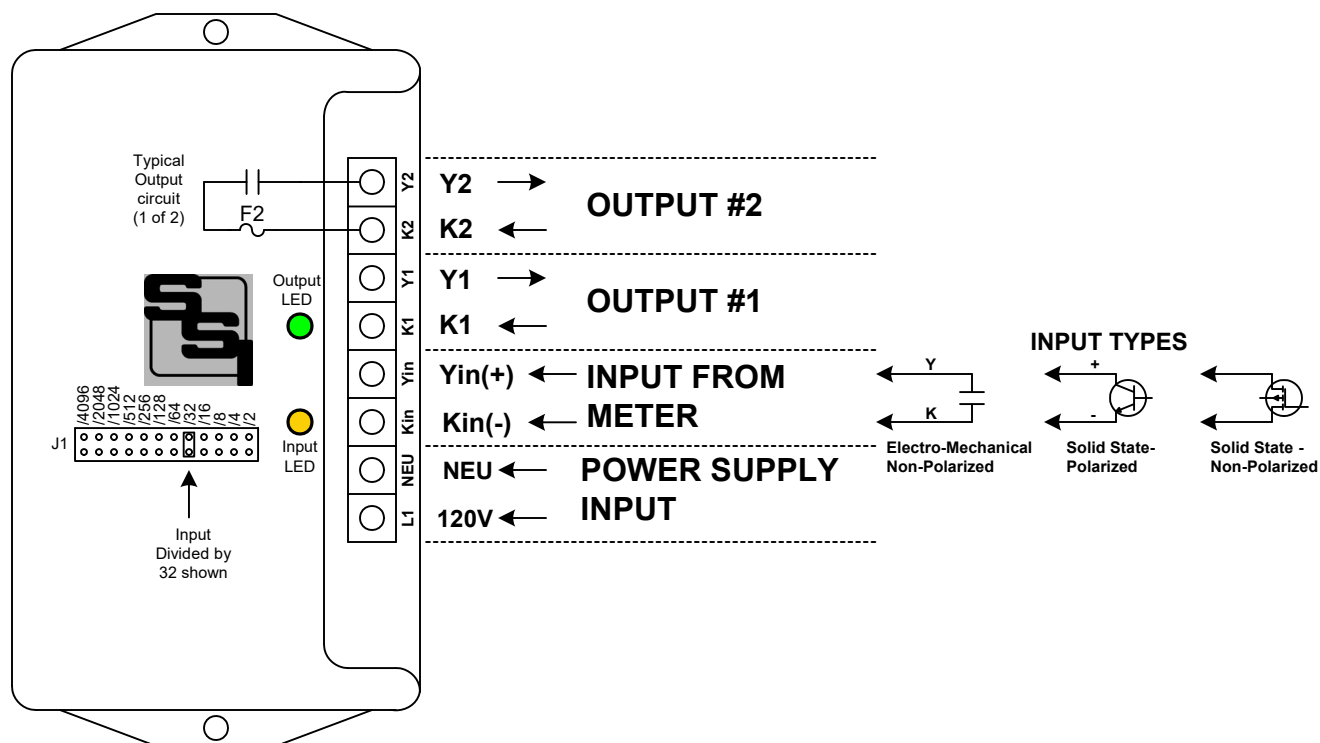 Typical
Output
circuit
(1 of 2)
F2
Y2
K2
Y1
K1
Yin
Kin
NEU
L1
Y2
K2
OUTPUT #2
Y1
K1
OUTPUT #1
Yin(+)
Kin(-)
INPUT FROM
METER
NEU
120V
POWER SUPPLY
INPUT
SSI
Output
LED
Input
LED
J1
/4096
/2048
/1024
/512
/256
/128
/64
/32
/16
/8
/4
/2
Input
Divided by
32 shown
INPUT TYPES
Y
K
Electro-Mechanical
Non-Polarized
+
-
Solid State-
Polarized
Solid State -
Non-Polarized